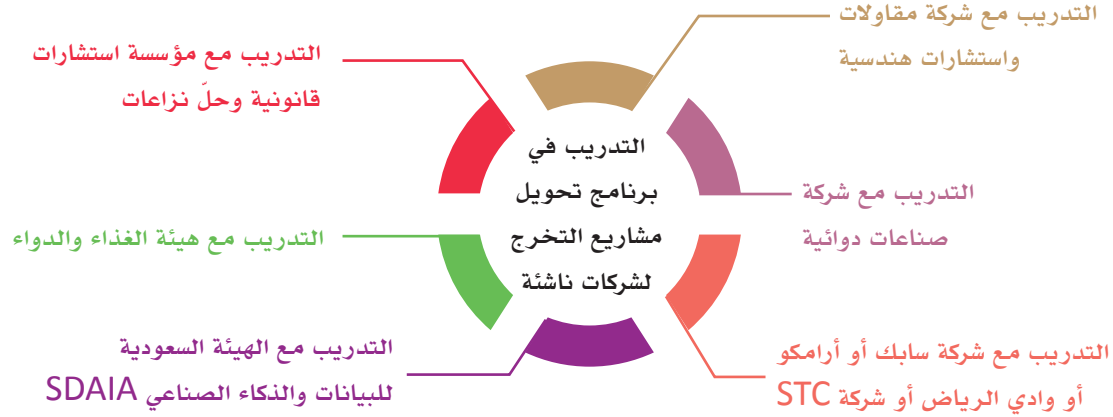 التدريب مع شركة مقاولات
واستشارات هندسية
التدريب مع مؤسسة استشارات
قانونية وحلّ نزاعات
التدريب في
برنامج تحويل
مشاريع التخرج
لشركات ناشئة
التدريب مع شركة
صناعات دوائية
التدريب مع هيئة الغذاء والدواء
التدريب مع شركة سابك أو أرامكو
أو وادي الرياض أو شركة STC
التدريب مع الهيئة السعودية
للبيانات والذكاء الصناعي SDAIA